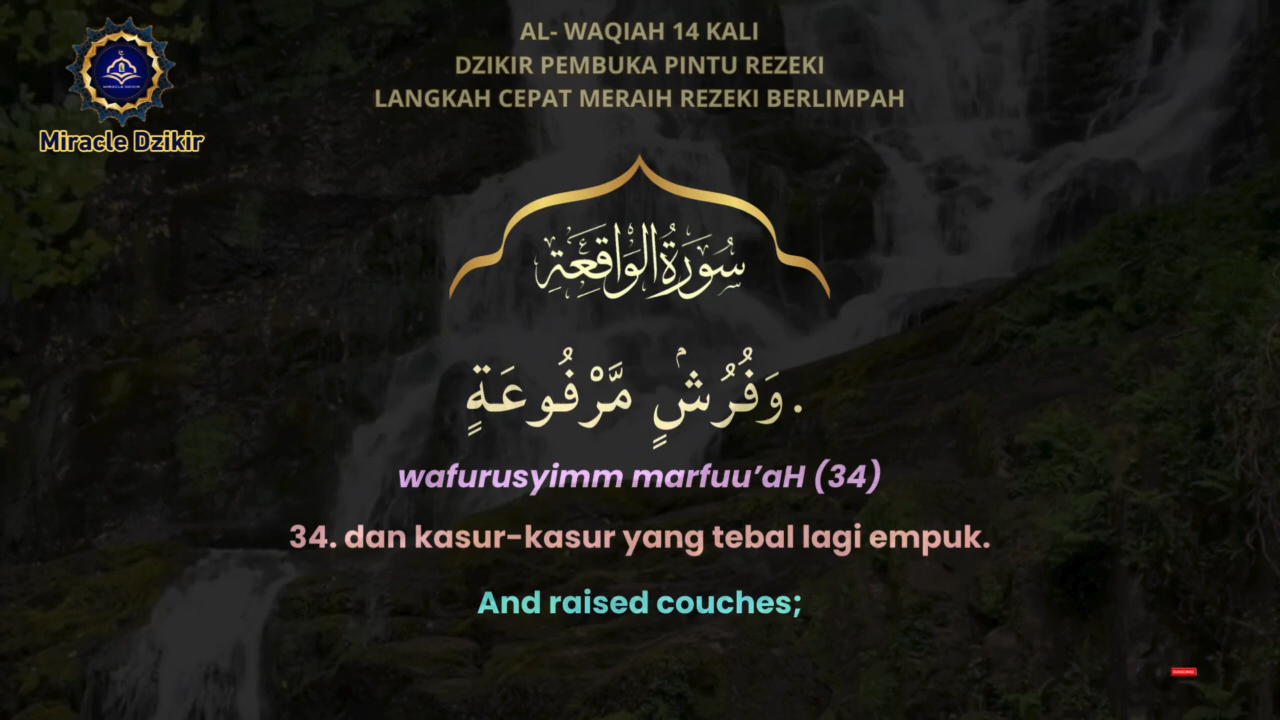 AL- WAQIAH 14 KALI
DZIKIR PEMBUKA PINTU REZEKI
LANGKAH CEPAT MERAIH REZEKI BERLIMPAH
Miracle Dzikir
سُورَةُ الوَاقِعَةِ
وَفُرُشٍۢ مَّرْفُوعَةٍ .
wafurusyimm marfuu’aH (34)
34. dan kasur-kasur yang tebal lagi empuk.
And raised couches;